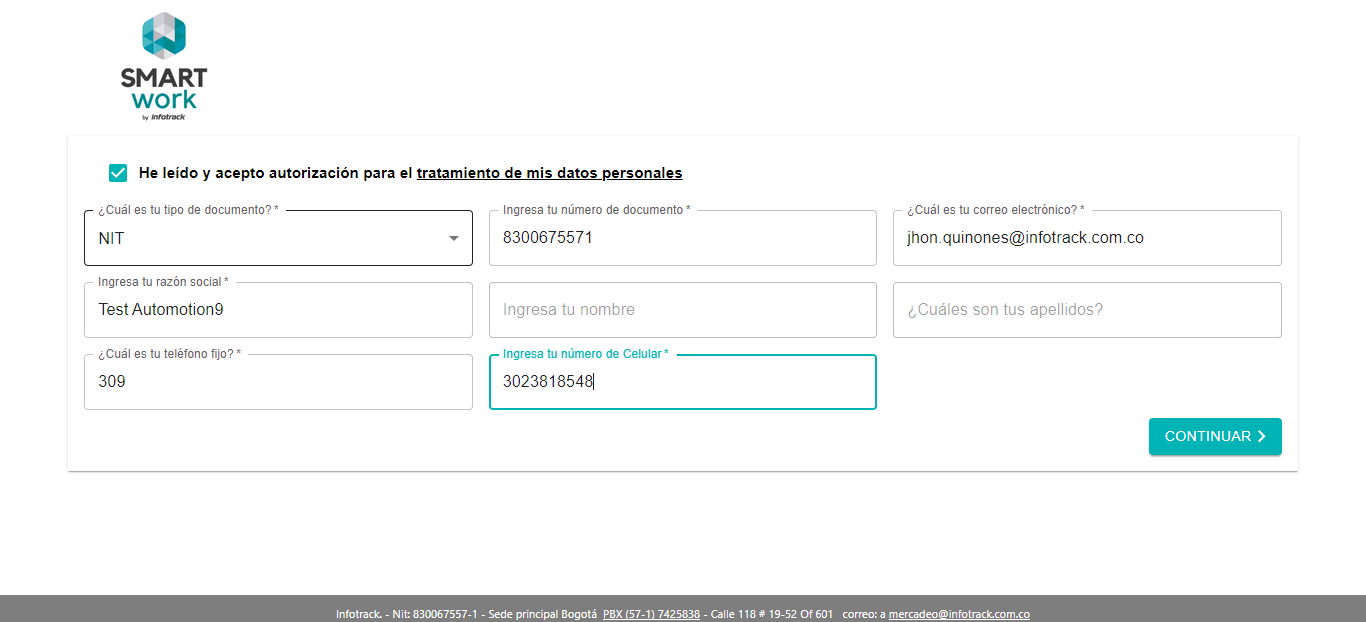 SMART
work
by infotrack
He leído y acepto autorización para el tratamiento de mis datos personales
¿Cuál es tu tipo de documento? *
NIT
Ingresa tu número de documento *
8300675571
¿Cuál es tu correo electrónico? *
jhon.quinones@infotrack.com.co
Ingresa tu razón social *
Test Automotion9
Ingresa tu nombre
¿Cuáles son tus apellidos?
¿Cuál es tu teléfono fijo? *
309
Ingresa tu número de Celular *
3023818548
CONTINUAR
Infotrack. - Nit: 830067557-1 - Sede principal Bogotá PBX (57-1) 7425838 - Calle 118 # 19-52 Of 601 correo: a mercadeo@infotrack.com.co